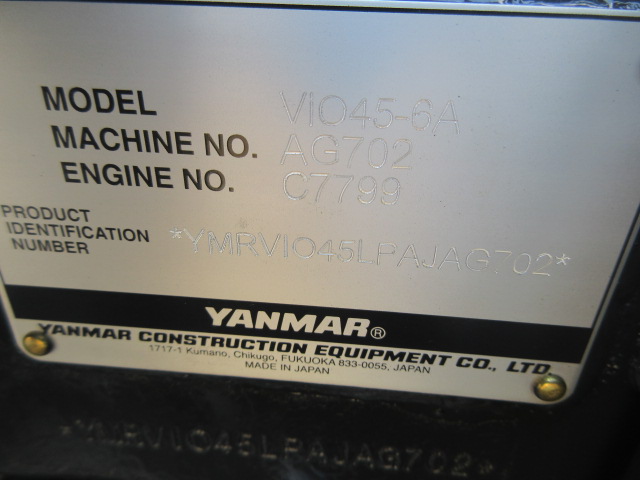 MODEL ViO45-6A
MACHINE NO. AG702
ENGINE NO. C7799
PRODUCT
IDENTIFICATION
NUMBER
*YMRVIO45LPAJAG702*
YANMAR®
YANMAR CONSTRUCTION EQUIPMENT CO., LTD.
1717-1 Kumano, Chikugo, FUKUOKA 833-0055, JAPAN
MADE IN JAPAN
*YMRVIO45LPAJAG702*